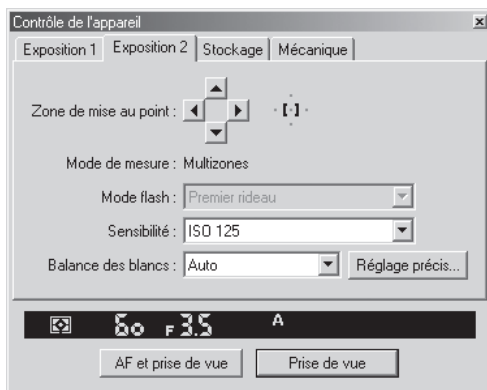 Contrôle de l'appareil
Exposition 1 Exposition 2 Stockage Mécanique
Zone de mise au point :
Mode de mesure : Multizones
Mode flash : Premier rideau
Sensibilité : ISO 125
Balance des blancs : Auto Réglage précis...
60 F3.5 A
AF et prise de vue Prise de vue